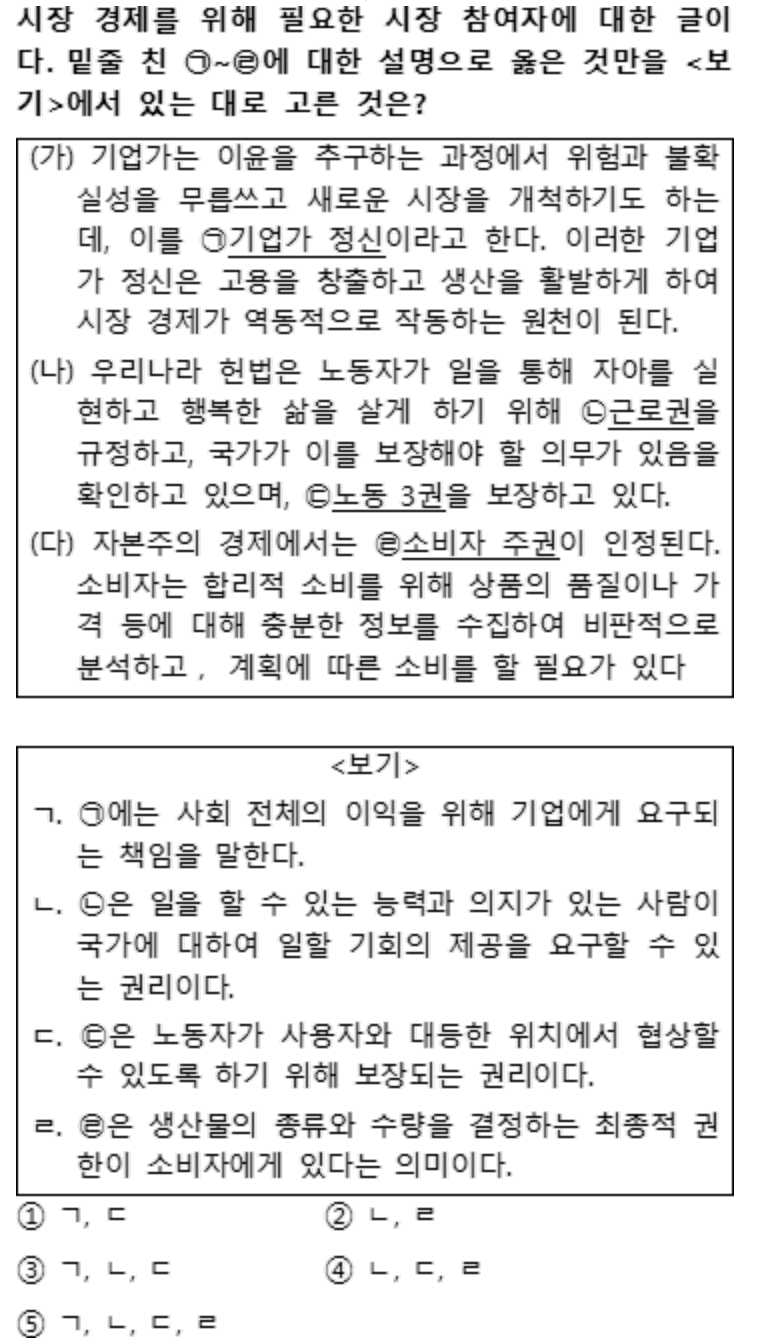 시장 경제를 위해 필요한 시장 참여자에 대한 글이
다. 밑줄 친 ㉠~㉣에 대한 설명으로 옳은 것만을 <보
기>에서 있는 대로 고른 것은?
(가) 기업가는 이윤을 추구하는 과정에서 위험과 불확
실성을 무릅쓰고 새로운 시장을 개척하기도 하는
데, 이를 ㉠기업가 정신이라고 한다. 이러한 기업
가 정신은 고용을 창출하고 생산을 활발하게 하여
시장 경제가 역동적으로 작동하는 원천이 된다.
(나) 우리나라 헌법은 노동자가 일을 통해 자아를 실
현하고 행복한 삶을 살게 하기 위해 ㉡근로권을
규정하고, 국가가 이를 보장해야 할 의무가 있음을
확인하고 있으며, ㉢노동 3권을 보장하고 있다.
(다) 자본주의 경제에서는 ㉣소비자 주권이 인정된다.
소비자는 합리적 소비를 위해 상품의 품질이나 가
격 등에 대해 충분한 정보를 수집하여 비판적으로
분석하고 , 계획에 따른 소비를 할 필요가 있다
<보기>
ㄱ. ㉠에는 사회 전체의 이익을 위해 기업에게 요구되
는 책임을 말한다.
ㄴ. ㉡은 일을 할 수 있는 능력과 의지가 있는 사람이
국가에 대하여 일할 기회의 제공을 요구할 수 있
는 권리이다.
ㄷ. ㉢은 노동자가 사용자와 대등한 위치에서 협상할
수 있도록 하기 위해 보장되는 권리이다.
ㄹ. ㉣은 생산물의 종류와 수량을 결정하는 최종적 권
한이 소비자에게 있다는 의미이다.
① ㄱ, ㄷ ② ㄴ, ㄹ
③ ㄱ, ㄴ, ㄷ ④ ㄴ, ㄷ, ㄹ
⑤ ㄱ, ㄴ, ㄷ, ㄹ